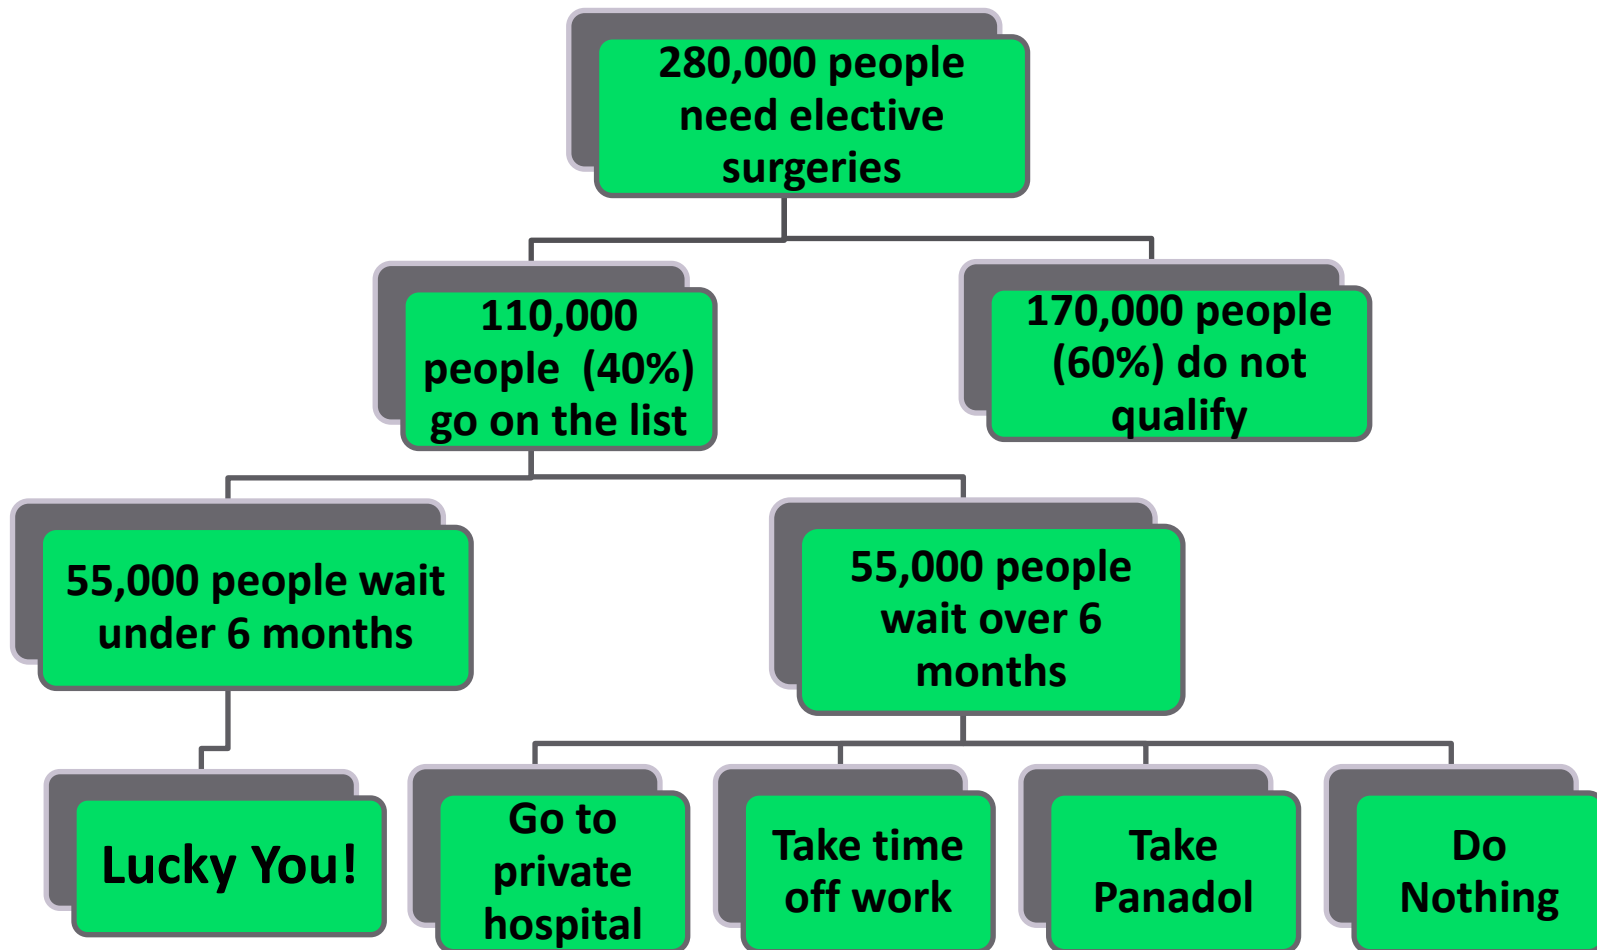 280,000 people
need elective
surgeries
110,000
people (40%)
go on the list
170,000 people
(60%) do not
qualify
55,000 people wait
under 6 months
55,000 people
wait over 6
months
Lucky You!
Go to
private
hospital
Take time
off work
Take
Panadol
Do
Nothing